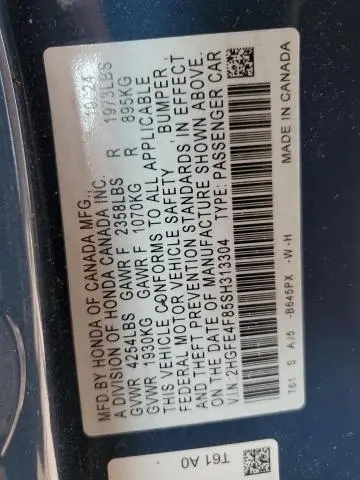 MFD.BY HONDA OF CANADA MFG.,
A DIVISION OF HONDA CANADA INC. 10/24
GVWR 4254LBS GAWR F 2358LBS R 1973LBS
GVWR 1930KG GAWR F 1070KG R 895KG
THIS VEHICLE CONFORMS TO ALL APPLICABLE
FEDERAL MOTOR VEHICLE SAFETY, BUMPER,
AND THEFT PREVENTION STANDARDS IN EFFECT
ON THE DATE OF MANUFACTURE SHOWN ABOVE.
V.I.N.: 2HGFE4F85SH313304 TYPE: PASSENGER CAR
T61 S AJ5 -B645PX -W-H MADE IN CANADA
T61 A0